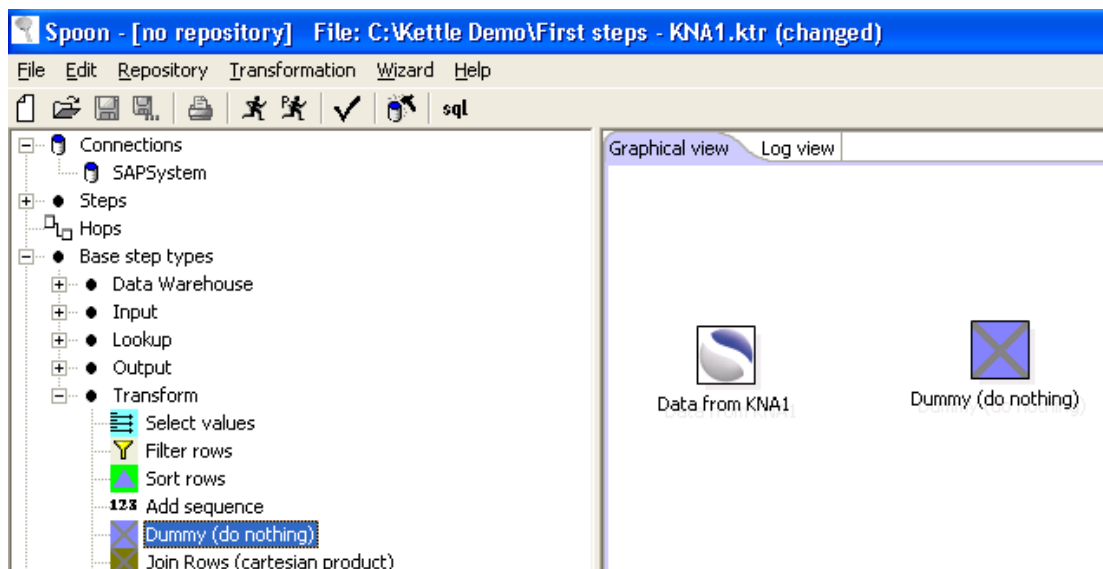 Spoon - [no repository]   File: C:\Kettle Demo\First steps - KNA1.ktr (changed)
File Edit Repository Transformation Wizard Help
sql
Connections
SAPSystem
Steps
Hops
Base step types
Data Warehouse
Input
Lookup
Output
Transform
Select values
Filter rows
Sort rows
123 Add sequence
Dummy (do nothing)
Join Rows (cartesian product)
Graphical view Log view
Data from KNA1
Dummy (do nothing)